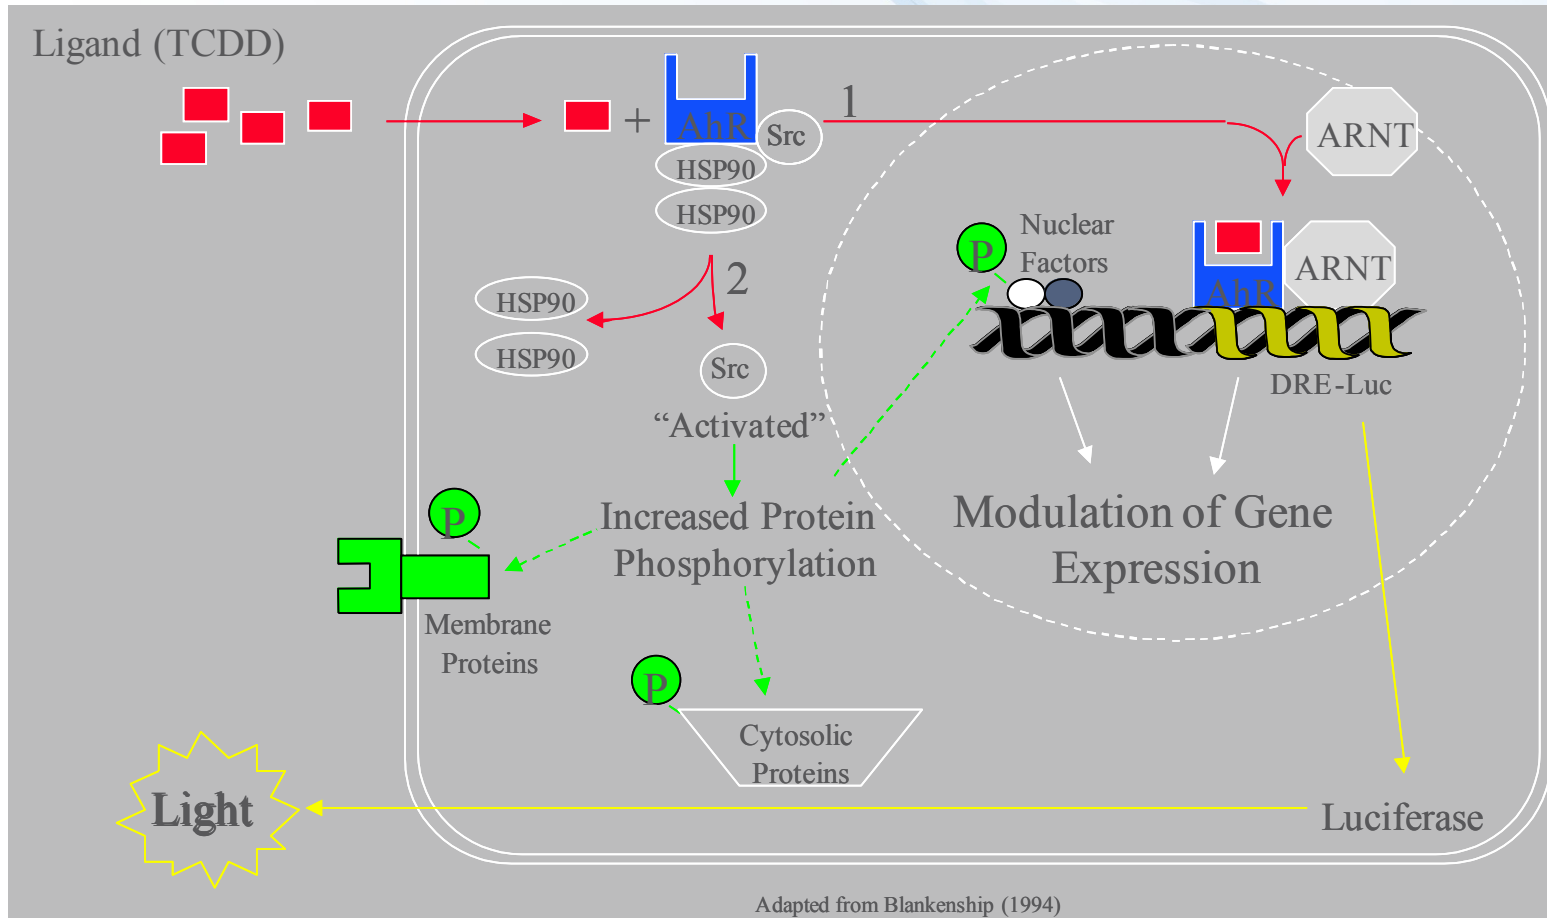 Ligand (TCDD)
+
AhR
Src
1
ARNT
HSP90
HSP90
2
HSP90
HSP90
Src
“Activated”
P
Nuclear
Factors
AhR
ARNT
DRE-Luc
Increased Protein
Phosphorylation
Modulation of Gene
Expression
P
Membrane
Proteins
P
Cytosolic
Proteins
Light
Luciferase
Adapted from Blankenship (1994)